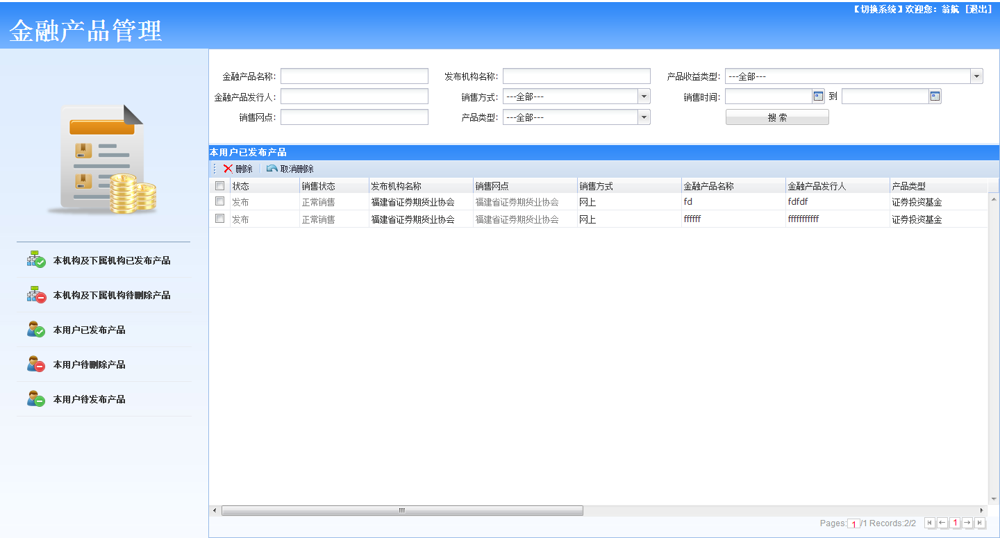 【切换系统】欢迎您：翁航 [退出]
金融产品管理
金融产品名称： 发布机构名称： 产品收益类型： ---全部---
金融产品发行人： 销售方式： ---全部--- 销售时间： 到
销售网点： 产品类型： ---全部--- 搜 索
本用户已发布产品
删除 取消删除
状态 销售状态 发布机构名称 销售网点 销售方式 金融产品名称 金融产品发行人 产品类型
发布 正常销售 福建省证券期货业协会 福建省证券期货业协会 网上 fd fdfdf 证券投资基金
发布 正常销售 福建省证券期货业协会 福建省证券期货业协会 网上 ffffff fffffffffff 证券投资基金
本机构及下属机构已发布产品
本机构及下属机构待删除产品
本用户已发布产品
本用户待删除产品
本用户待发布产品
Pages: 1 /1 Records:2/2 1